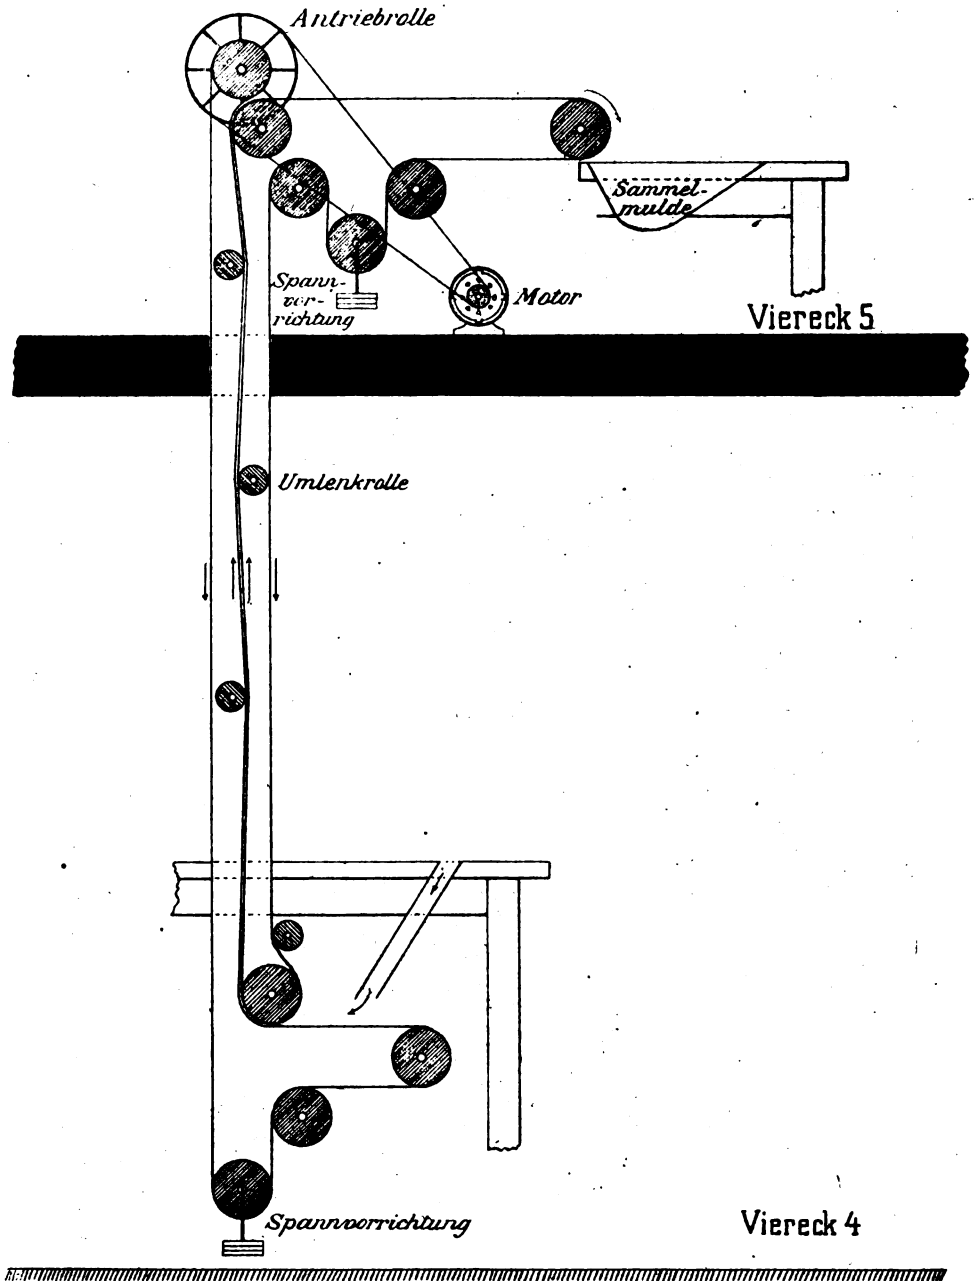 Antriebrolle
Sammel-
mulde
Spann-
vor-
richtung
Motor
Viereck 5
Umlenkrolle
Spannvorrichtung
Viereck 4